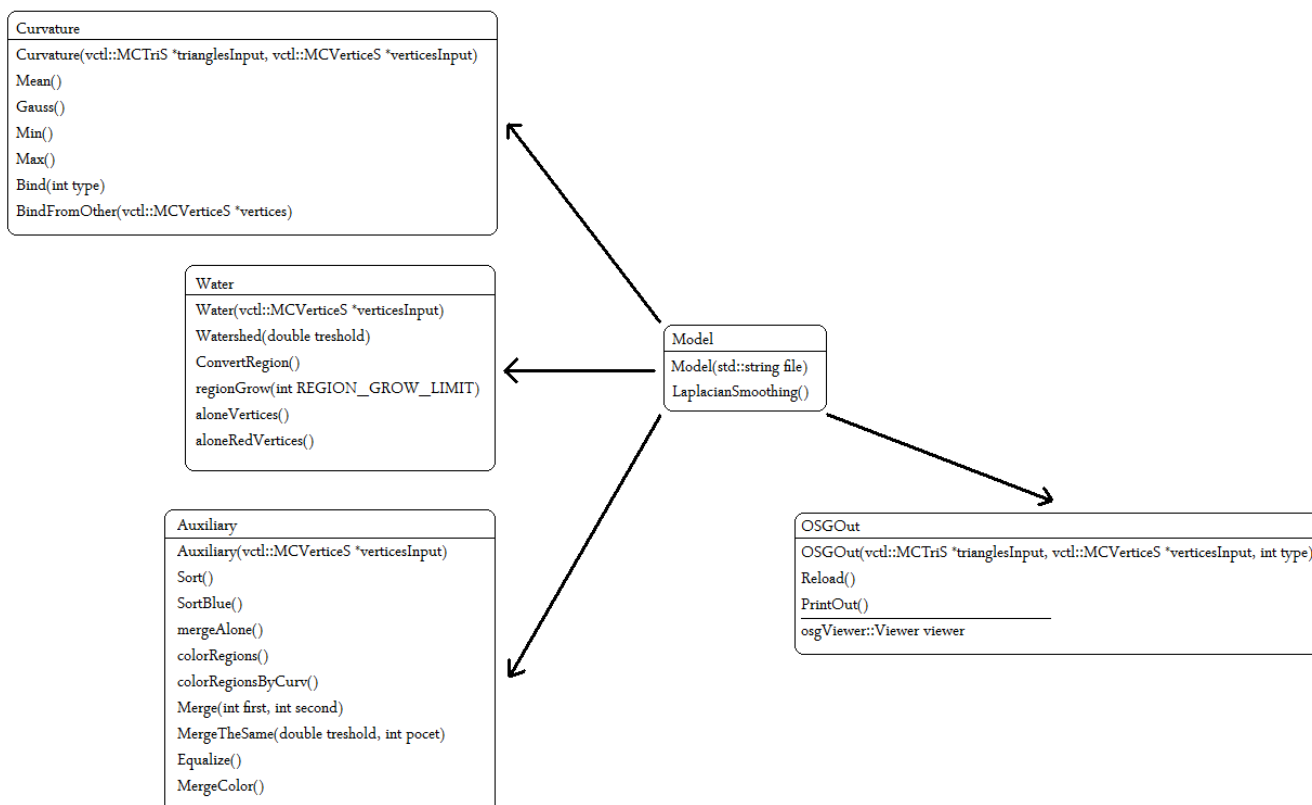 Curvature
Curvature(vctl::MCTriS *trianglesInput, vctl::MCVerticeS *verticesInput)
Mean()
Gauss()
Min()
Max()
Bind(int type)
BindFromOther(vctl::MCVerticeS *vertices)
Water
Water(vctl::MCVerticeS *verticesInput)
Watershed(double treshold)
ConvertRegion()
regionGrow(int REGION_GROW_LIMIT)
aloneVertices()
aloneRedVertices()
Model
Model(std::string file)
LaplacianSmoothing()
Auxiliary
Auxiliary(vctl::MCVerticeS *verticesInput)
Sort()
SortBlue()
mergeAlone()
colorRegions()
colorRegionsByCurv()
Merge(int first, int second)
MergeTheSame(double treshold, int pocet)
Equalize()
MergeColor()
OSGOut
OSGOut(vctl::MCTriS *trianglesInput, vctl::MCVerticeS *verticesInput, int type)
Reload()
PrintOut()
osgViewer::Viewer viewer